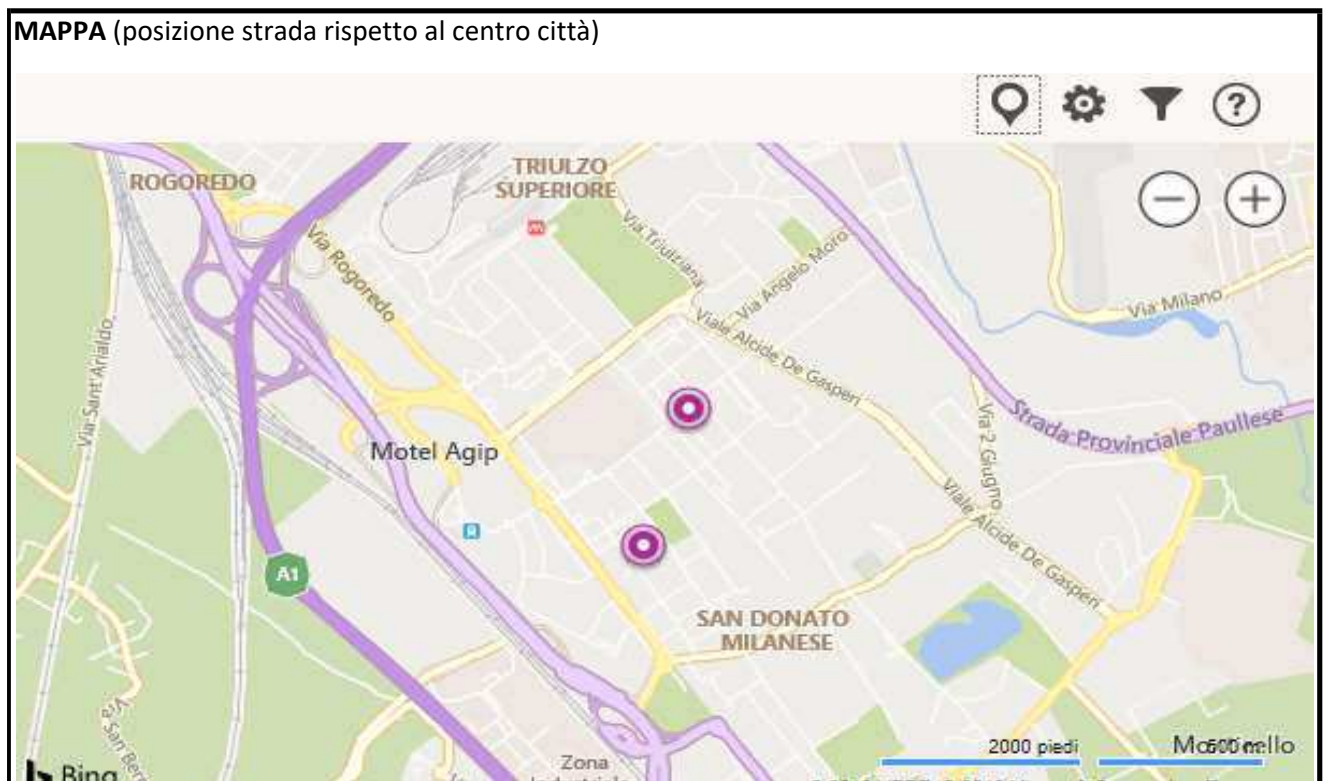 MAPPA (posizione strada rispetto al centro città)
?
ROGOREDO
TRIULZO
SUPERIORE
Via Rogoredo
Via Triulziana
Via Angelo Moro
Via Milano
Via Sant'Arialdo
Viale Alcide De Gasperi
Strada Provinciale Paullese
Via 2 Giugno
Motel Agip
Viale Alcide De Gasperi
A1
SAN DONATO
MILANESE
2000 piedi
500 m
Zona
Bing